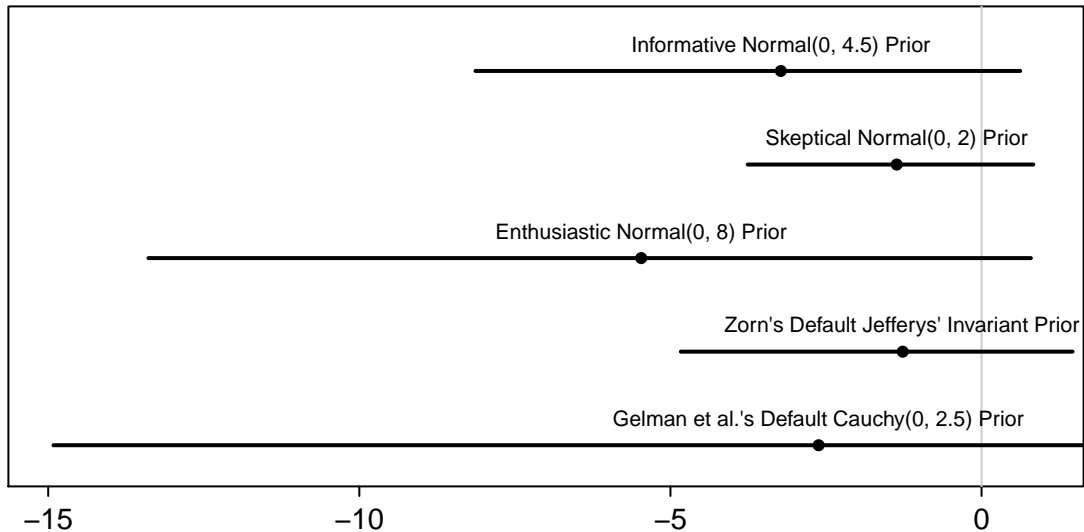 Informative Normal(0, 4.5) Prior
Skeptical Normal(0, 2) Prior
Enthusiastic Normal(0, 8) Prior
Zorn's Default Jefferys' Invariant Prior
Gelman et al.'s Default Cauchy(0, 2.5) Prior
−15 −10 −5 0